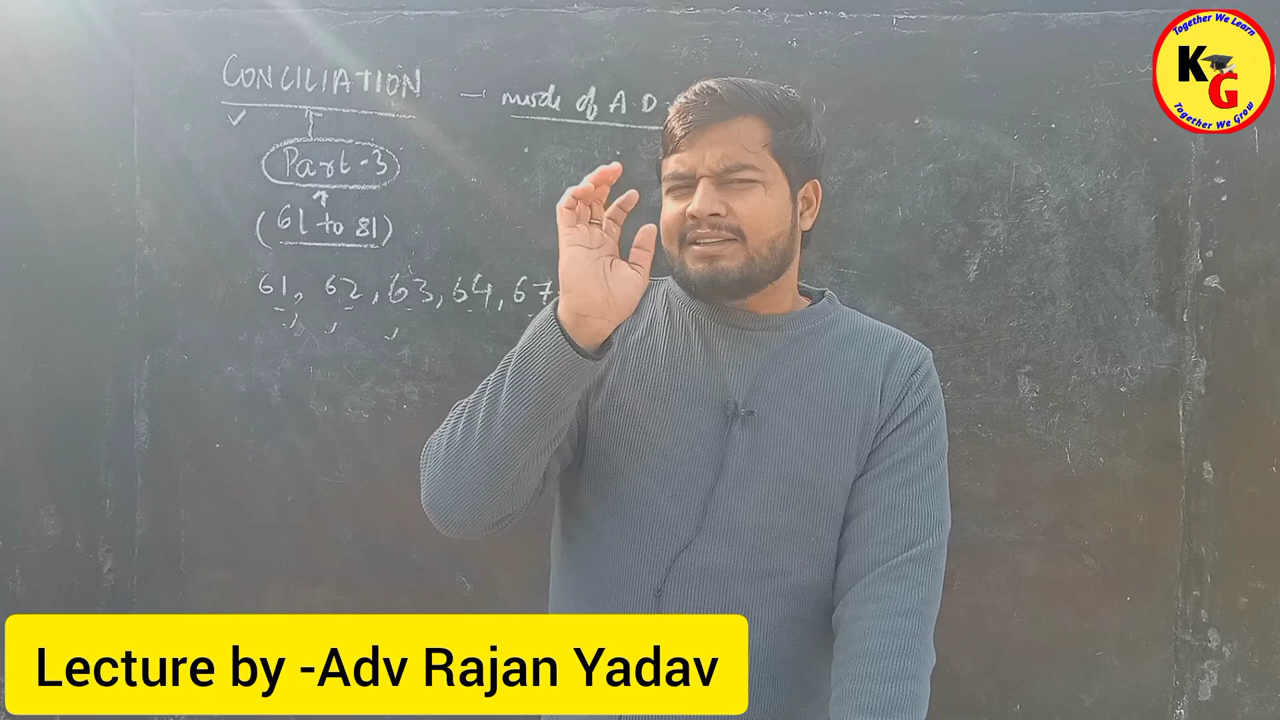 CONCILIATION - mode of A D
Part-3
(61 to 81)
61, 62, 63, 64, 67
Together We Learn
KG
Together We Grow
Lecture by -Adv Rajan Yadav